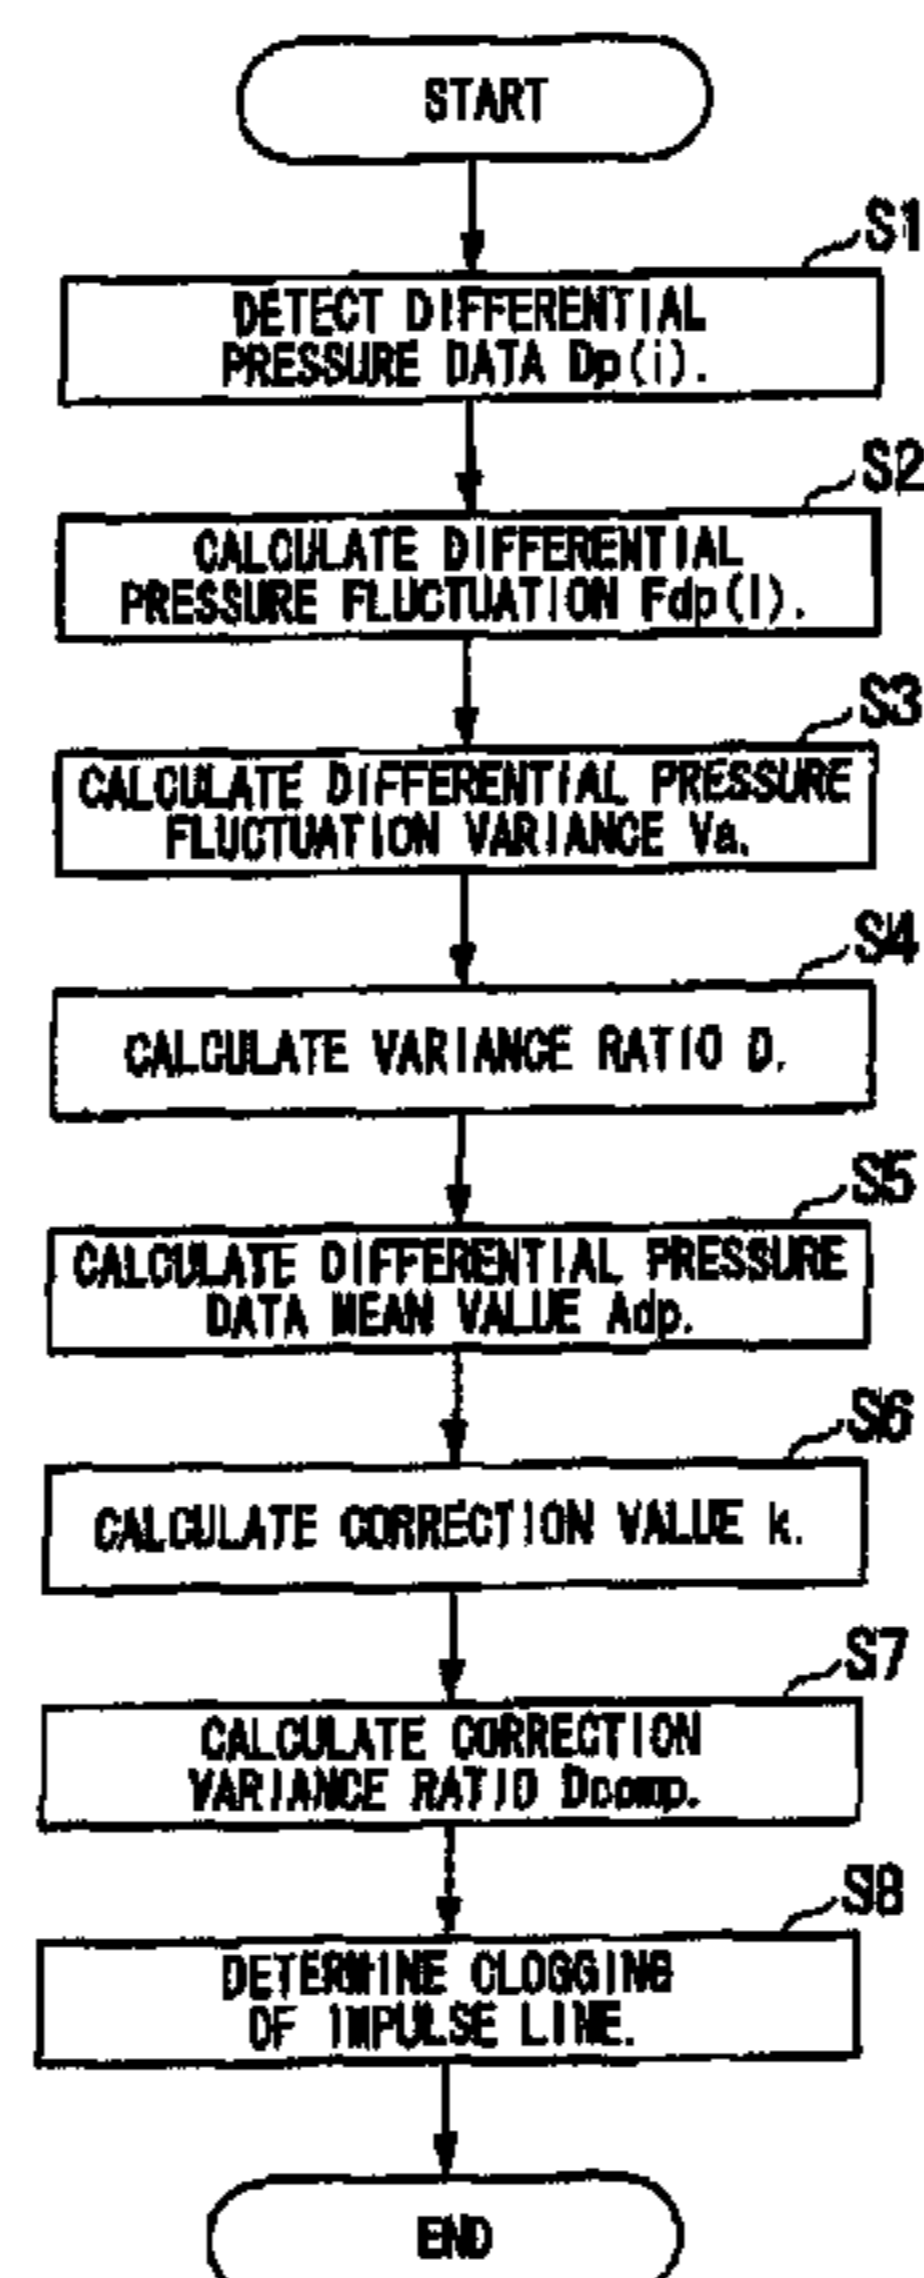 START
S1
DETECT DIFFERENTIAL
PRESSURE DATA Dp(i).
S2
CALCULATE DIFFERENTIAL
PRESSURE FLUCTUATION Fdp(i).
S3
CALCULATE DIFFERENTIAL PRESSURE
FLUCTUATION VARIANCE Va.
S4
CALCULATE VARIANCE RATIO D.
S5
CALCULATE DIFFERENTIAL PRESSURE
DATA MEAN VALUE Adp.
S6
CALCULATE CORRECTION VALUE k.
S7
CALCULATE CORRECTION
VARIANCE RATIO Dcomp.
S8
DETERMINE CLOGGING
OF IMPULSE LINE.
END